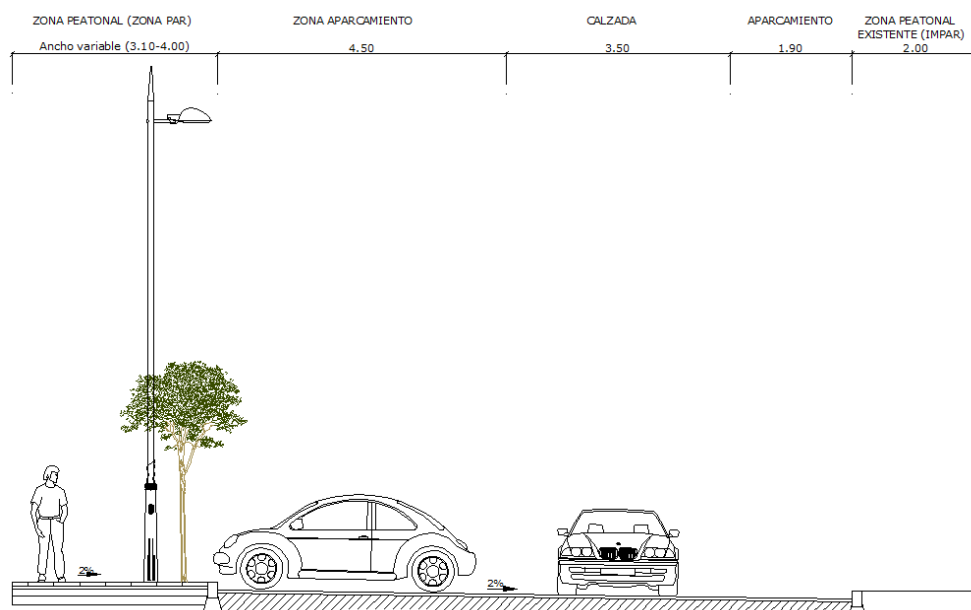 ZONA PEATONAL (ZONA PAR)
Ancho variable (3.10-4.00)
ZONA APARCAMIENTO
4.50
CALZADA
3.50
APARCAMIENTO
1.90
ZONA PEATONAL
EXISTENTE (IMPAR)
2.00
2%
2%